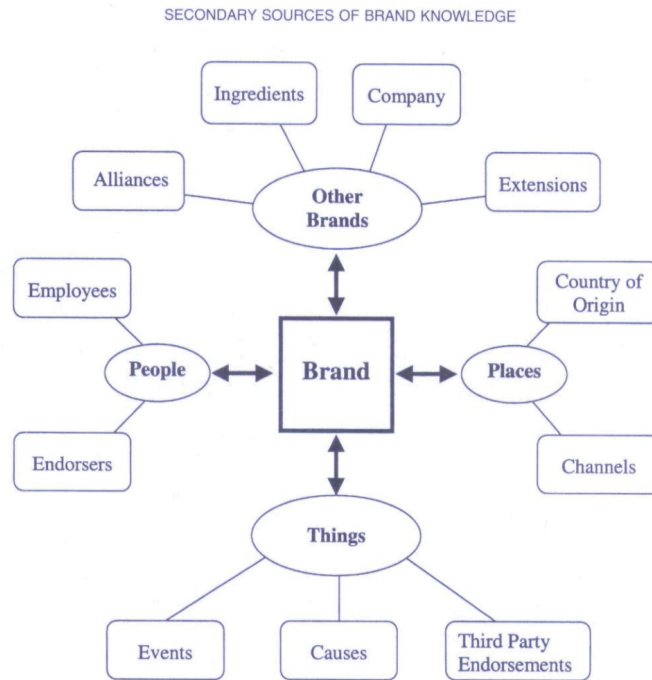 SECONDARY SOURCES OF BRAND KNOWLEDGE
Ingredients
Company
Alliances
Other
Brands
Extensions
Employees
Country of
Origin
People
Brand
Places
Endorsers
Channels
Things
Events
Causes
Third Party
Endorsements